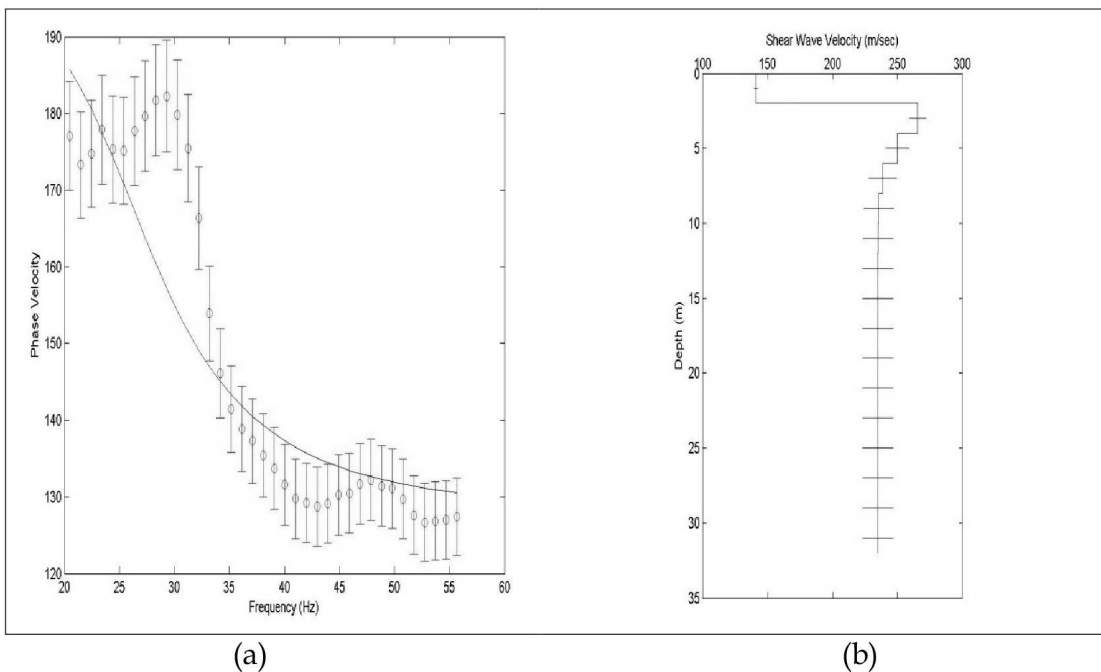 190
180
170
160
150
140
130
120
20 25 30 35 40 45 50 55 60
Phase Velocity
Frequency (Hz)
Shear Wave Velocity (m/sec)
100 150 200 250 300
0
5
10
15
20
25
30
35
Depth (m)
(a)
(b)